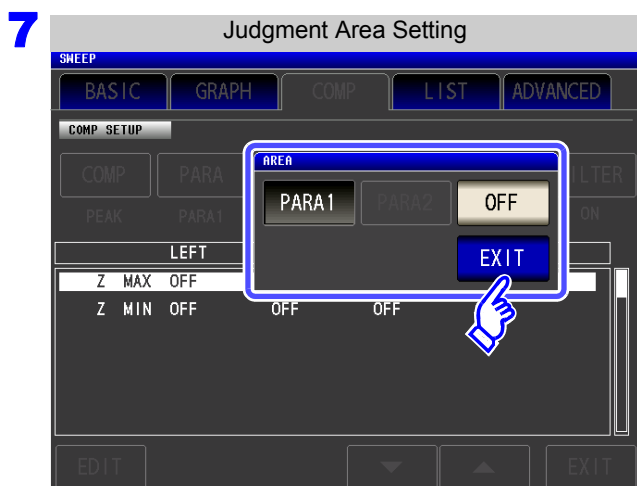 7
Judgment Area Setting
SWEEP
BASIC GRAPH COMP LIST ADVANCED
COMP SETUP
AREA
COMP PARA PARA1 PARA2 OFF LTER
PEAK PARA1 ON
EXIT
LEFT
Z MAX OFF
Z MIN OFF OFF OFF
EDIT EXIT